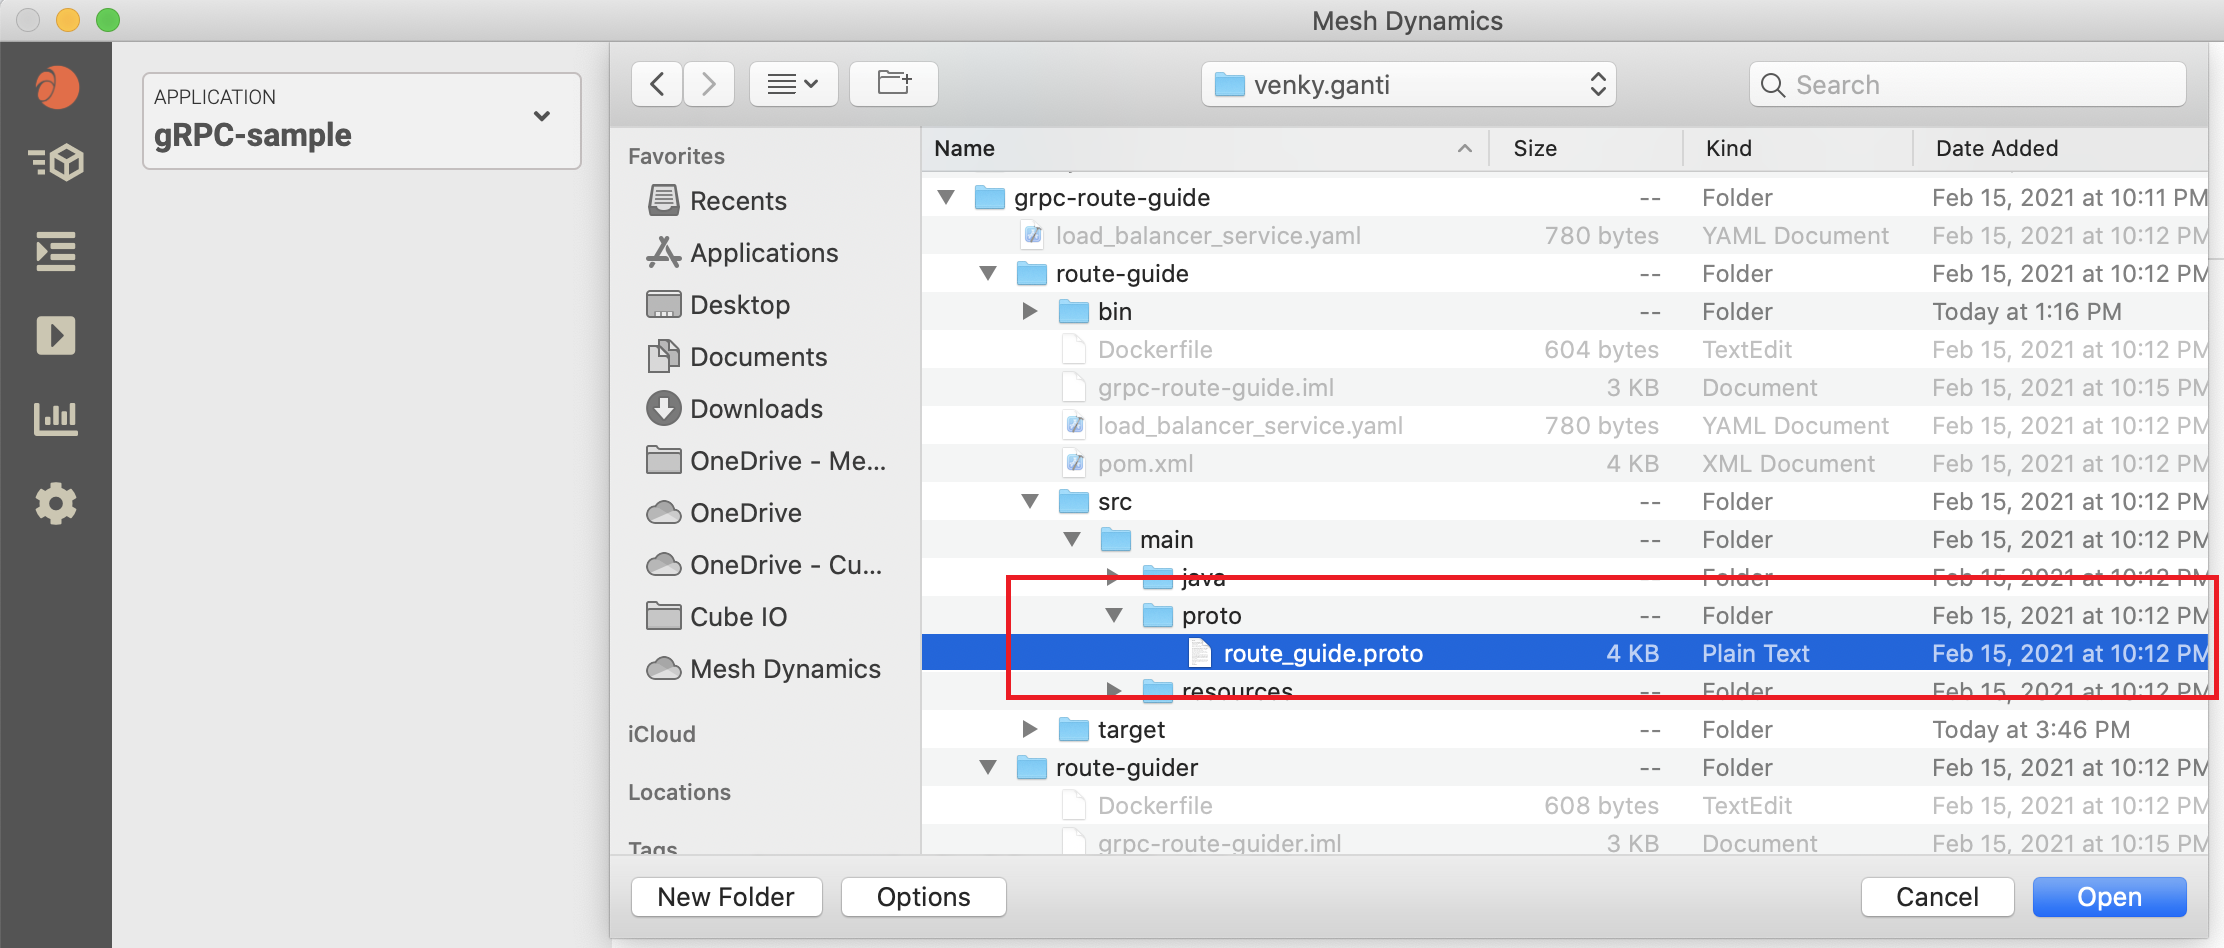 Mesh Dynamics
APPLICATION
gRPC-sample
venky.ganti
Search
Favorites
Recents
Applications
Desktop
Documents
Downloads
OneDrive - Me...
OneDrive
OneDrive - Cu...
Cube IO
Mesh Dynamics
iCloud
Locations
Tags
Name Size Kind Date Added
grpc-route-guide -- Folder Feb 15, 2021 at 10:11 PM
load_balancer_service.yaml 780 bytes YAML Document Feb 15, 2021 at 10:12 PM
route-guide -- Folder Feb 15, 2021 at 10:12 PM
bin -- Folder Today at 1:16 PM
Dockerfile 604 bytes TextEdit Feb 15, 2021 at 10:12 PM
grpc-route-guide.iml 3 KB Document Feb 15, 2021 at 10:15 PM
load_balancer_service.yaml 780 bytes YAML Document Feb 15, 2021 at 10:12 PM
pom.xml 4 KB XML Document Feb 15, 2021 at 10:12 PM
src -- Folder Feb 15, 2021 at 10:12 PM
main -- Folder Feb 15, 2021 at 10:12 PM
java -- Folder Feb 15, 2021 at 10:12 PM
proto -- Folder Feb 15, 2021 at 10:12 PM
route_guide.proto 4 KB Plain Text Feb 15, 2021 at 10:12 PM
resources -- Folder Feb 15, 2021 at 10:12 PM
target -- Folder Today at 3:46 PM
route-guider -- Folder Feb 15, 2021 at 10:12 PM
Dockerfile 608 bytes TextEdit Feb 15, 2021 at 10:12 PM
grpc-route-guider.iml 3 KB Document Feb 15, 2021 at 10:15 PM
New Folder Options Cancel Open